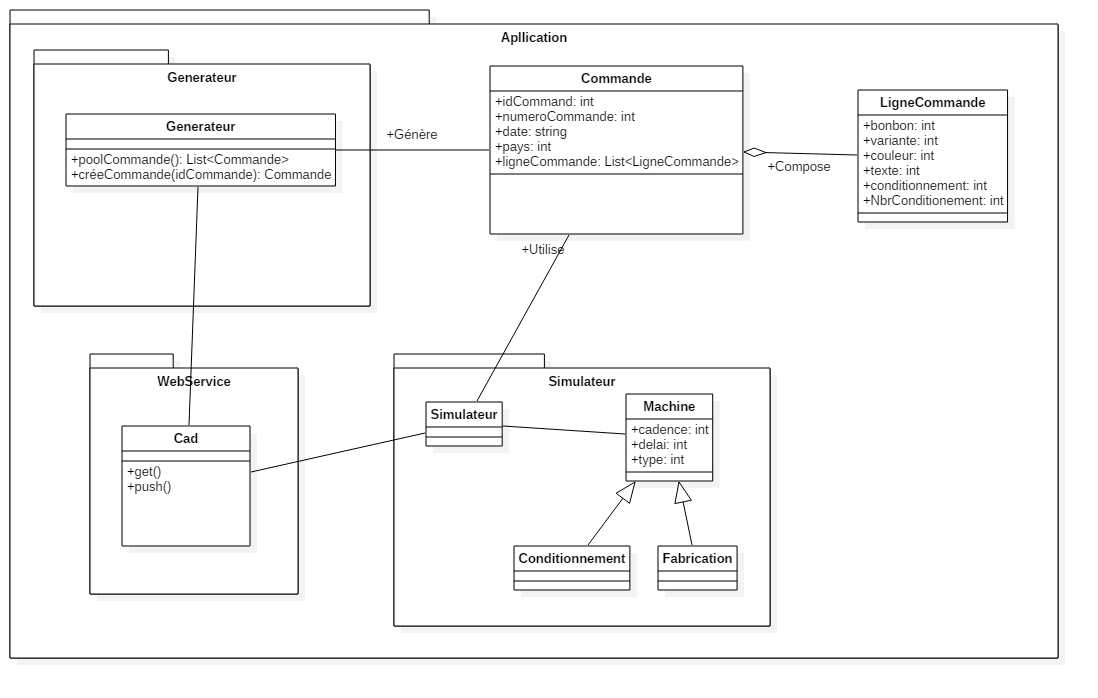 Apllication
Generateur
Generateur
+poolCommande(): List<Commande>
+créeCommande(idCommande): Commande
+Génère
Commande
+idCommand: int
+numeroCommande: int
+date: string
+pays: int
+ligneCommande: List<LigneCommande>
+Compose
LigneCommande
+bonbon: int
+variante: int
+couleur: int
+texte: int
+conditionnement: int
+NbrConditionement: int
+Utilise
WebService
Cad
+get()
+push()
Simulateur
Simulateur
Machine
+cadence: int
+delai: int
+type: int
Conditionnement
Fabrication